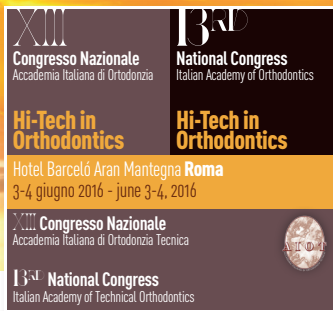 XIII
Congresso Nazionale
Accademia Italiana di Ortodonzia
Hi-Tech in
Orthodontics
13RD
National Congress
Italian Academy of Orthodontics
Hi-Tech in
Orthodontics
Hotel Barceló Aran Mantegna Roma
3-4 giugno 2016 - june 3-4, 2016
XIII Congresso Nazionale
Accademia Italiana di Ortodonzia Tecnica
AIOT
13RD National Congress
Italian Academy of Technical Orthodontics